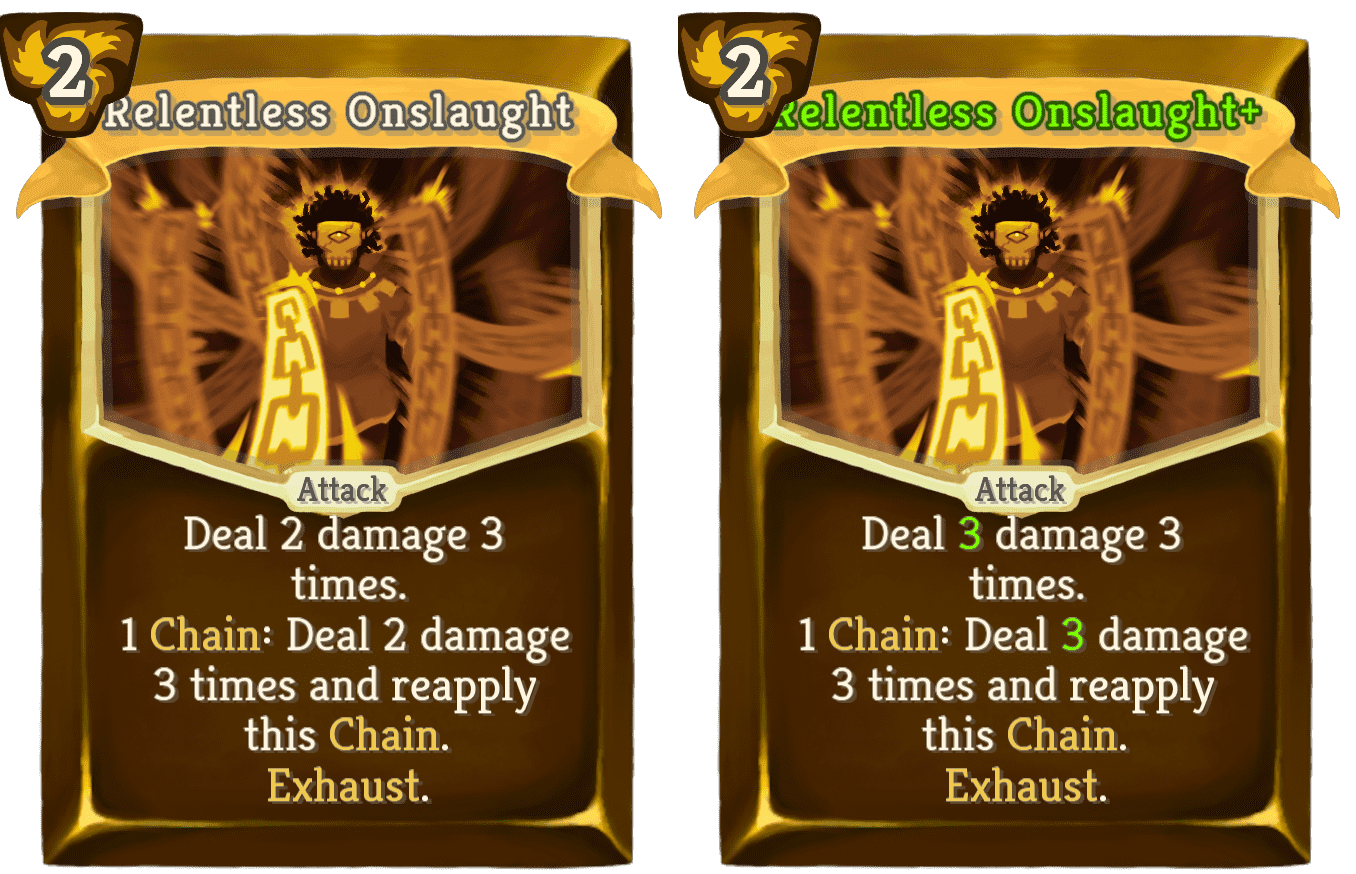 2
Relentless Onslaught
Attack
Deal 2 damage 3
times.
1 Chain: Deal 2 damage
3 times and reapply
this Chain.
Exhaust.
2
Relentless Onslaught+
Attack
Deal 3 damage 3
times.
1 Chain: Deal 3 damage
3 times and reapply
this Chain.
Exhaust.